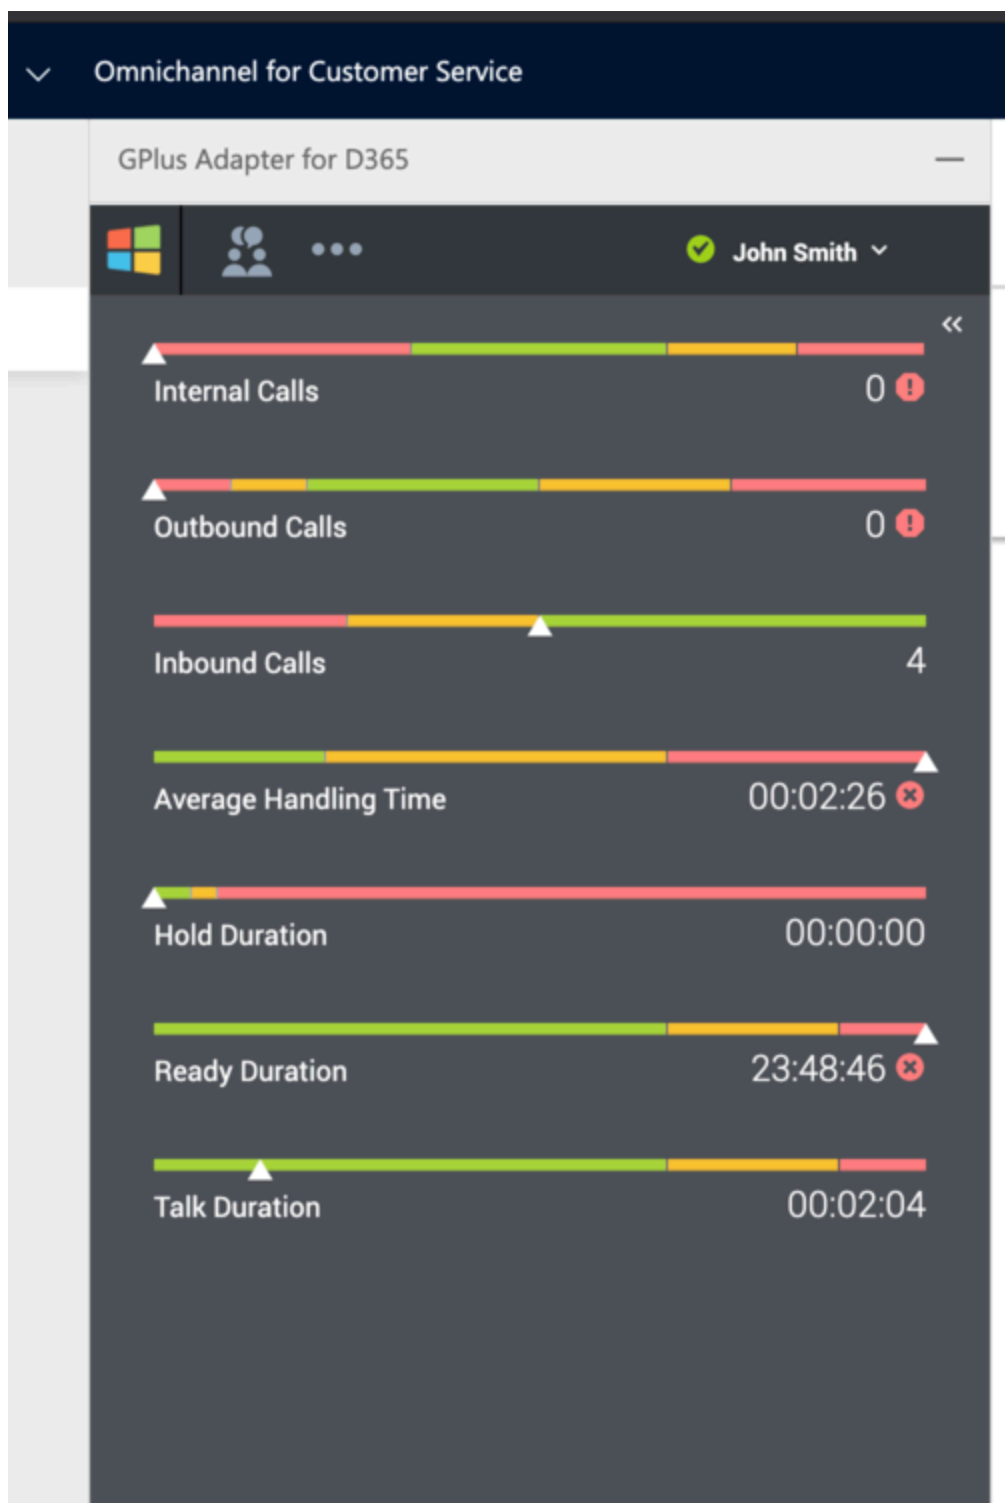 Omnichannel for Customer Service
GPlus Adapter for D365
John Smith
Internal Calls 0
Outbound Calls 0
Inbound Calls 4
Average Handling Time 00:02:26
Hold Duration 00:00:00
Ready Duration 23:48:46
Talk Duration 00:02:04